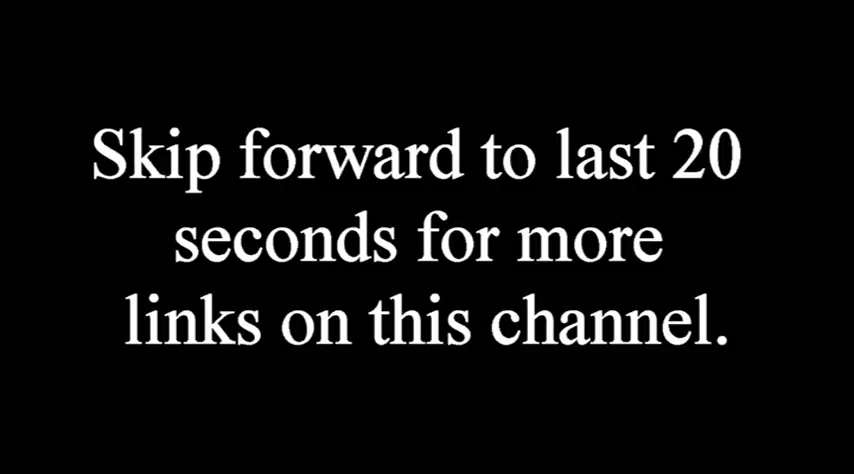 Skip forward to last 20
seconds for more
links on this channel.